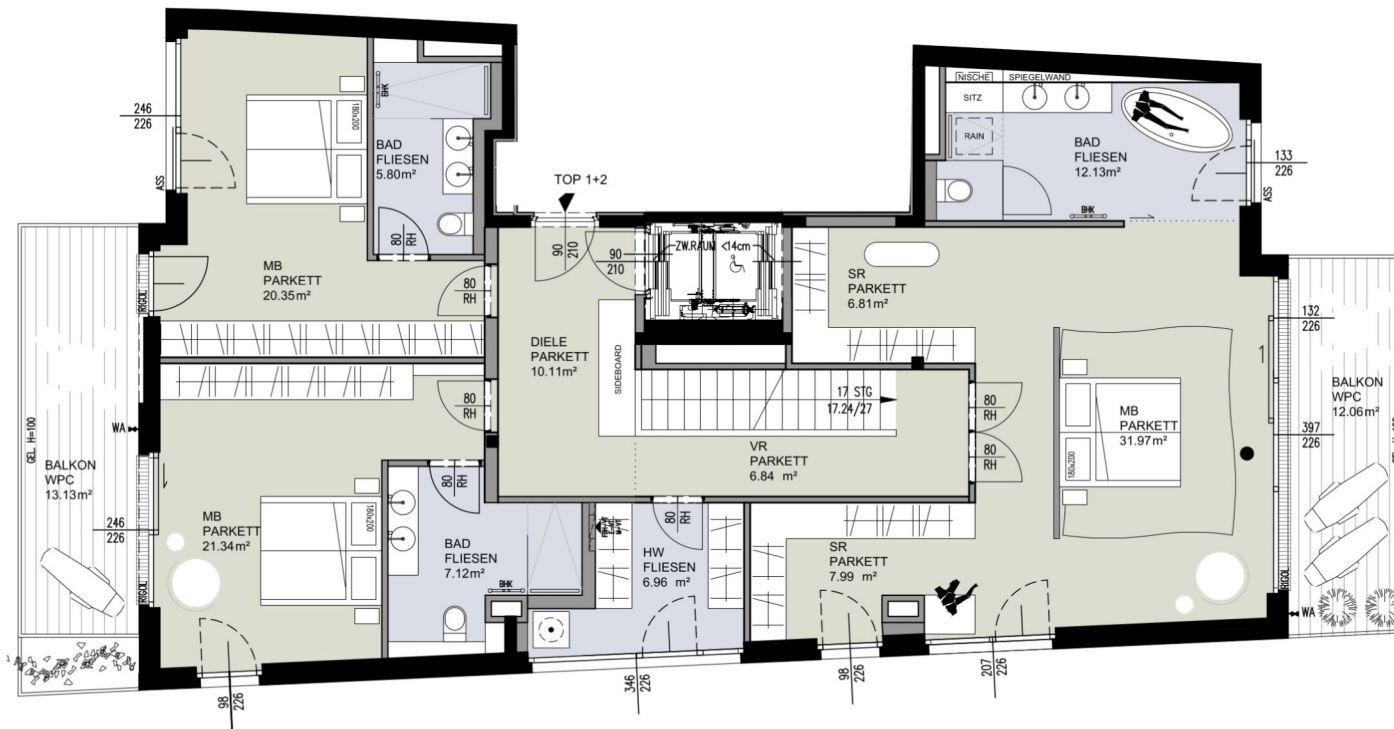 NISCHE
SPIEGELWAND
SITZ
RAIN
BAD
FLIESEN
12.13m²
BHK
133
226
ASS
246
226
ASS
180x200
BHK
BAD
FLIESEN
5.80m²
80
RH
MB
PARKETT
20.35m²
RIGOL
80
RH
TOP 1+2
90
210
90
210
ZW.RAUM <14cm
SR
PARKETT
6.81m²
132
226
DIELE
PARKETT
10.11m²
SIDEBOARD
17 STG
17.24/27
80
RH
80
RH
80
RH
VR
PARKETT
6.84 m²
MB
PARKETT
31.97m²
180x200
BALKON
WPC
12.06m²
397
226
RIGOL
WA
GEL. H=100
WA
BALKON
WPC
13.13m²
246
226
RIGOL
MB
PARKETT
21.34m²
180x200
80
RH
BAD
FLIESEN
7.12m²
BHK
80
RH
HW
FLIESEN
6.96 m²
SR
PARKETT
7.99 m²
98
226
346
226
98
226
207
226